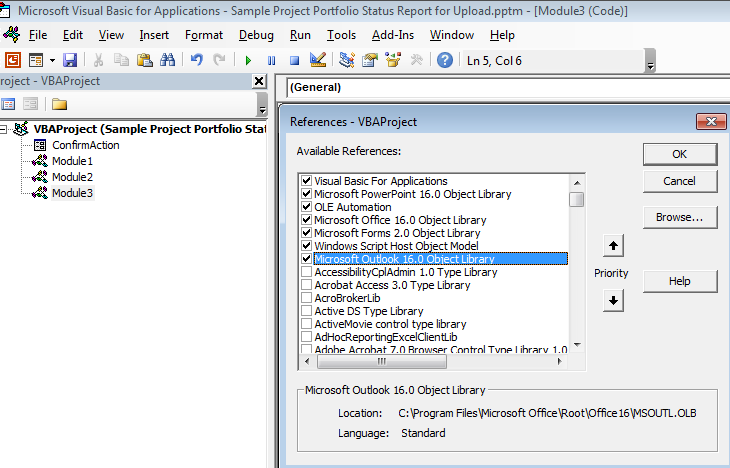 Microsoft Visual Basic for Applications - Sample Project Portfolio Status Report for Upload.pptm - [Module3 (Code)]
File Edit View Insert Format Debug Run Tools Add-Ins Window Help
Ln 5, Col 6
roject - VBAProject
(General)
VBAProject (Sample Project Portfolio Stat
ConfirmAction
Module1
Module2
Module3
References - VBAProject
Available References:
OK
Cancel
Browse...
Priority
Help
Visual Basic For Applications
Microsoft PowerPoint 16.0 Object Library
OLE Automation
Microsoft Office 16.0 Object Library
Microsoft Forms 2.0 Object Library
Windows Script Host Object Model
Microsoft Outlook 16.0 Object Library
AccessibilityCplAdmin 1.0 Type Library
Acrobat Access 3.0 Type Library
AcroBrokerLib
Active DS Type Library
ActiveMovie control type library
AdHocReportingExcelClientLib
Adobe Acrobat 7.0 Browser Control Type Library 1.0
Microsoft Outlook 16.0 Object Library
Location: C:\Program Files\Microsoft Office\Root\Office16\MSOUTL.OLB
Language: Standard